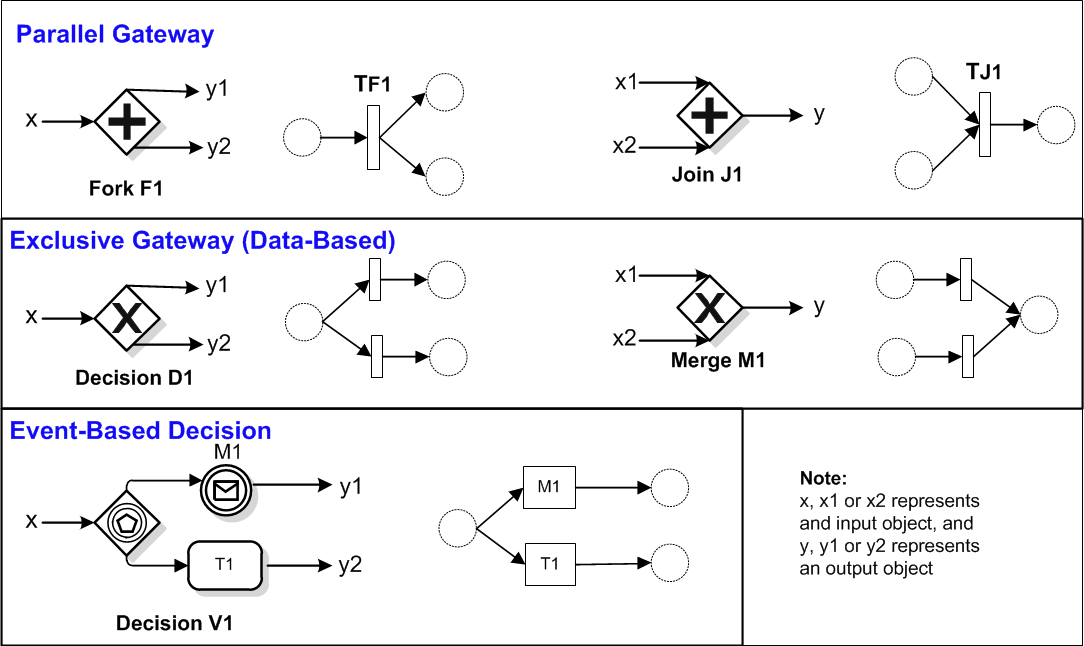 Parallel Gateway
x
y1
y2
Fork F1
TF1
x1
x2
y
Join J1
TJ1
Exclusive Gateway (Data-Based)
x
X
y1
y2
Decision D1
x1
x2
X
y
Merge M1
Event-Based Decision
M1
x
y1
T1
y2
Decision V1
M1
T1
Note:
x, x1 or x2 represents
and input object, and
y, y1 or y2 represents
an output object